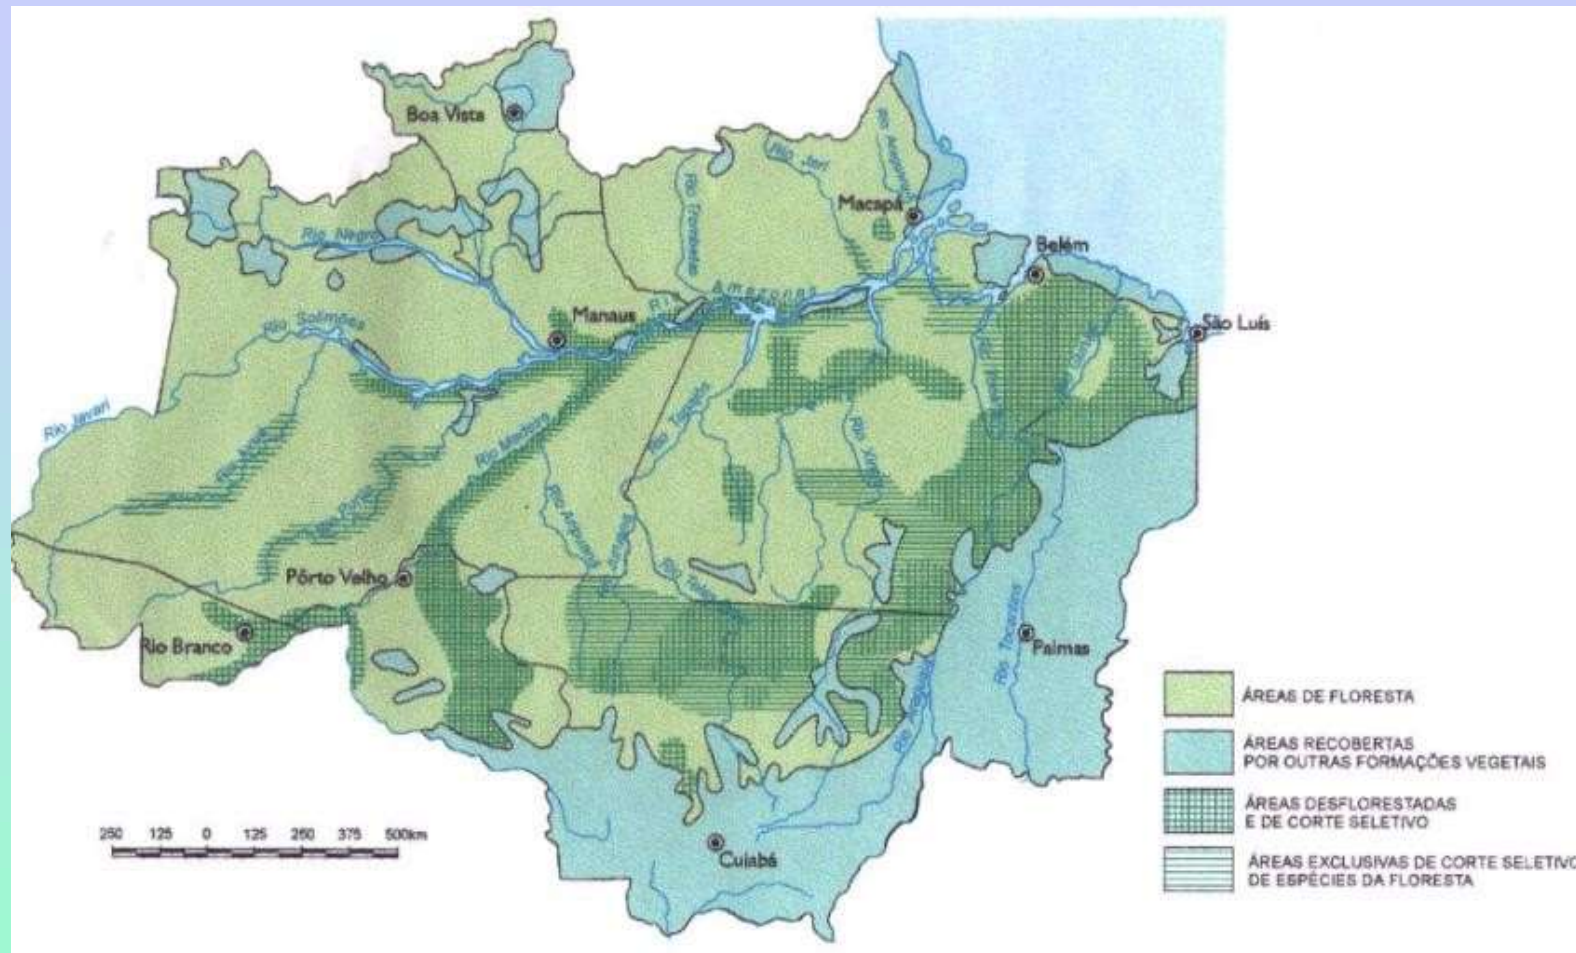 Boa Vista
Rio Jari
Macapá
Rio Negro
Rio Trombetas
Belém
Rio Amazonas
Manaus
São Luís
Rio Solimões
Rio Javari
Rio Tapajós
Rio Madeira
Rio Xingu
Rio Purus
Pôrto Velho
Rio Branco
Rio Tocantins
Palmas
Rio Araguaia
Cuiabá
ÁREAS DE FLORESTA
ÁREAS RECOBERTAS
POR OUTRAS FORMAÇÕES VEGETAIS
ÁREAS DESFLORESTADAS
E DE CORTE SELETIVO
ÁREAS EXCLUSIVAS DE CORTE SELETIVO
DE ESPÉCIES DA FLORESTA
250 125 0 125 250 375 500km